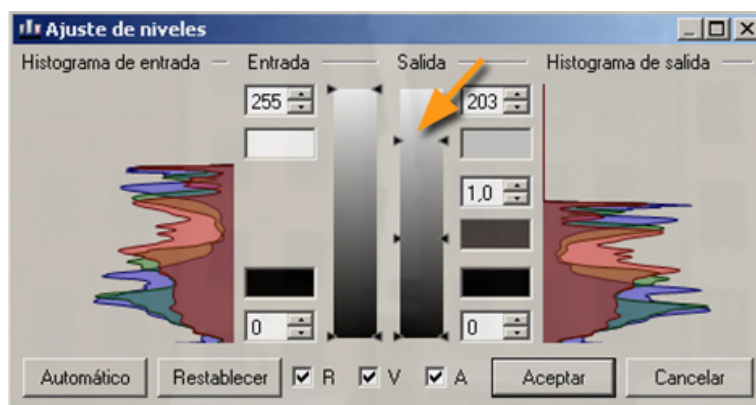 Ajuste de niveles
Histograma de entrada Entrada Salida Histograma de salida
255 203
1,0
0 0
Automático Restablecer R V A Aceptar Cancelar